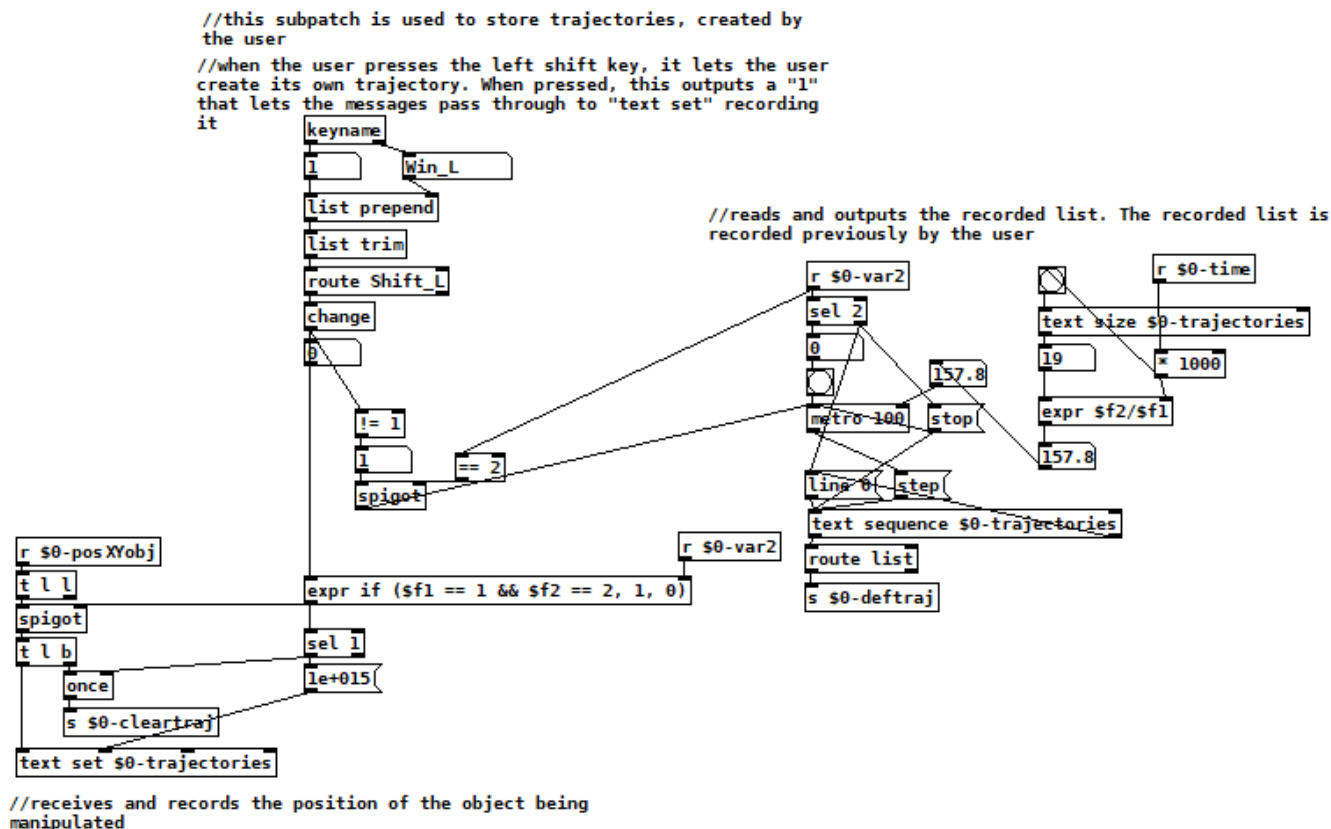 //this subpatch is used to store trajectories, created by
the user
//when the user presses the left shift key, it lets the user
create its own trajectory. When pressed, this outputs a "1"
that lets the messages pass through to "text set" recording
it
keyname
1
Win_L
list prepend
list trim
route Shift_L
change
0
!= 1
1
== 2
spigot
//reads and outputs the recorded list. The recorded list is
recorded previously by the user
r $0-var2
sel 2
0
157.8
metro 100
stop
line 0
step
text sequence $0-trajectories
route list
s $0-deftraj
r $0-time
text size $0-trajectories
19
* 1000
expr $f2/$f1
157.8
r $0-posXYobj
t l l
spigot
t l b
once
s $0-cleartraj
text set $0-trajectories
r $0-var2
expr if ($f1 == 1 && $f2 == 2, 1, 0)
sel 1
1e+015
//receives and records the position of the object being
manipulated